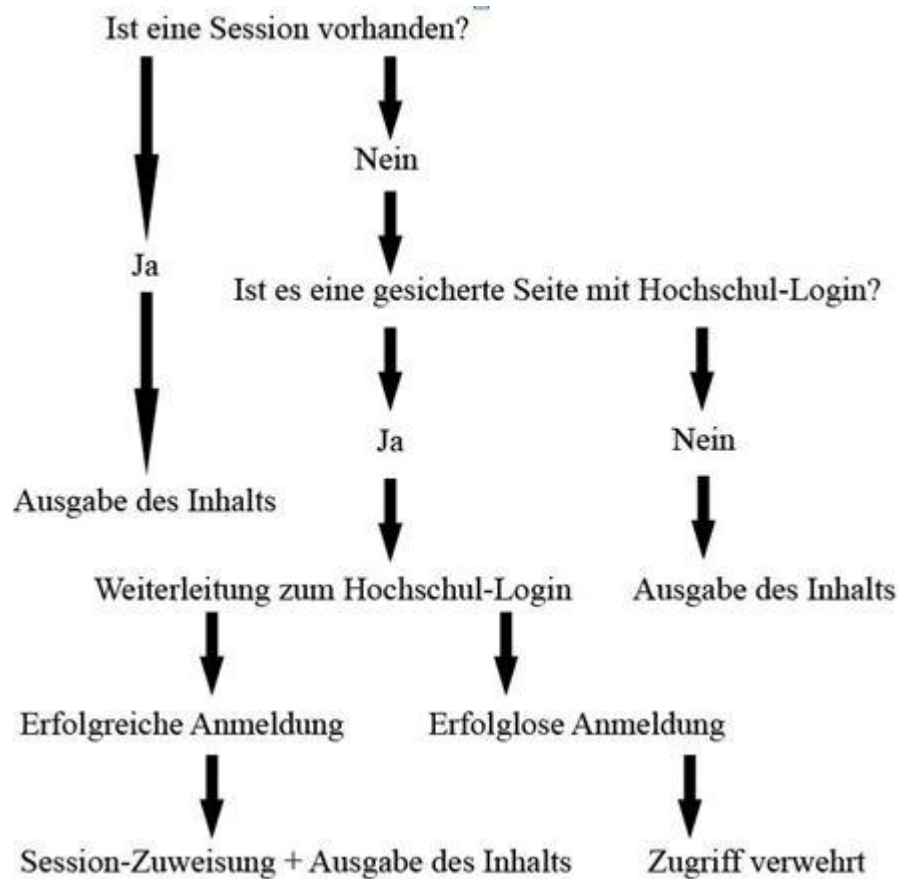 Ist eine Session vorhanden?
Nein
Ja
Ist es eine gesicherte Seite mit Hochschul-Login?
Ja
Nein
Ausgabe des Inhalts
Weiterleitung zum Hochschul-Login
Ausgabe des Inhalts
Erfolgreiche Anmeldung
Erfolglose Anmeldung
Session-Zuweisung + Ausgabe des Inhalts
Zugriff verwehrt